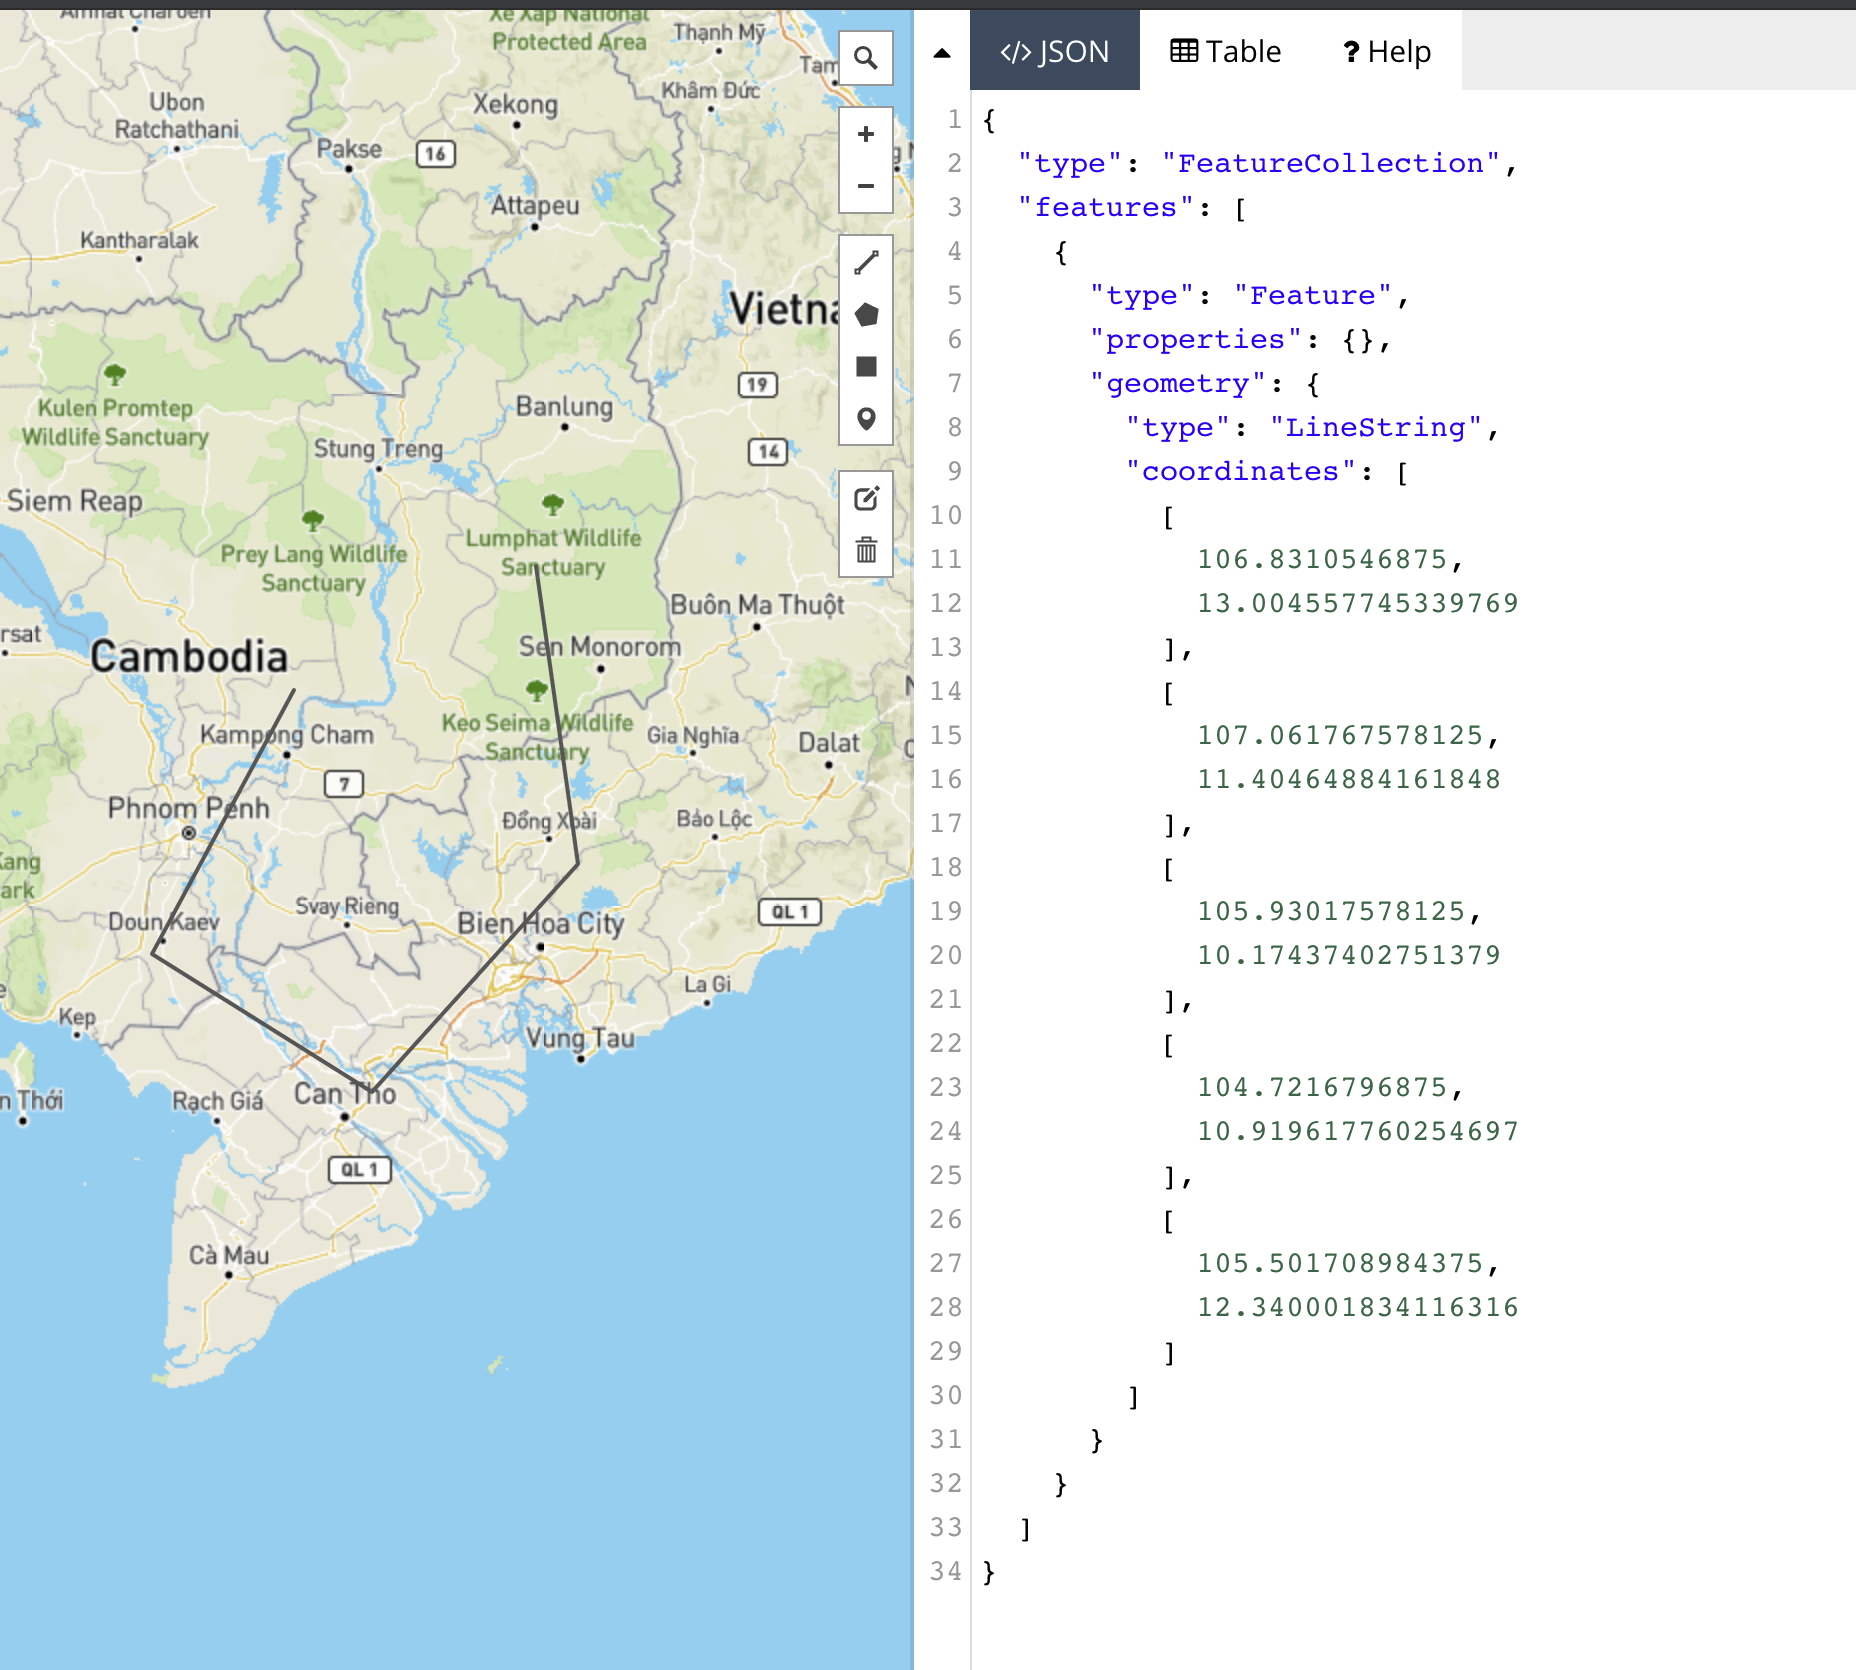 Xe Xap National
Protected Area
Thạnh Mỹ
Ubon
Ratchathani
Xekong
Khâm Đức
Pakse
16
Attapeu
Kantharalak
Vietna
19
Kulen Promtep
Wildlife Sanctuary
Banlung
Stung Treng
14
Siem Reap
Prey Lang Wildlife
Sanctuary
Lumphat Wildlife
Sanctuary
Buôn Ma Thuột
rsat
Cambodia
Sen Monorom
Kampong Cham
Keo Seima Wildlife
Sanctuary
Gia Nghĩa
Dalat
7
Phnom Penh
Đồng Xoài
Bảo Lộc
ang
ark
Doun Kaev
Svay Rieng
Bien Hoa City
QL 1
La Gi
Kep
Vung Tau
n Thới
Rạch Giá
Can Tho
QL 1
Cà Mau
</> JSON
Table
? Help
1 {
2 "type": "FeatureCollection",
3 "features": [
4 {
5 "type": "Feature",
6 "properties": {},
7 "geometry": {
8 "type": "LineString",
9 "coordinates": [
10 [
11 106.8310546875,
12 13.004557745339769
13 ],
14 [
15 107.061767578125,
16 11.40464884161848
17 ],
18 [
19 105.93017578125,
20 10.17437402751379
21 ],
22 [
23 104.7216796875,
24 10.919617760254697
25 ],
26 [
27 105.501708984375,
28 12.340001834116316
29 ]
30 ]
31 }
32 }
33 ]
34 }